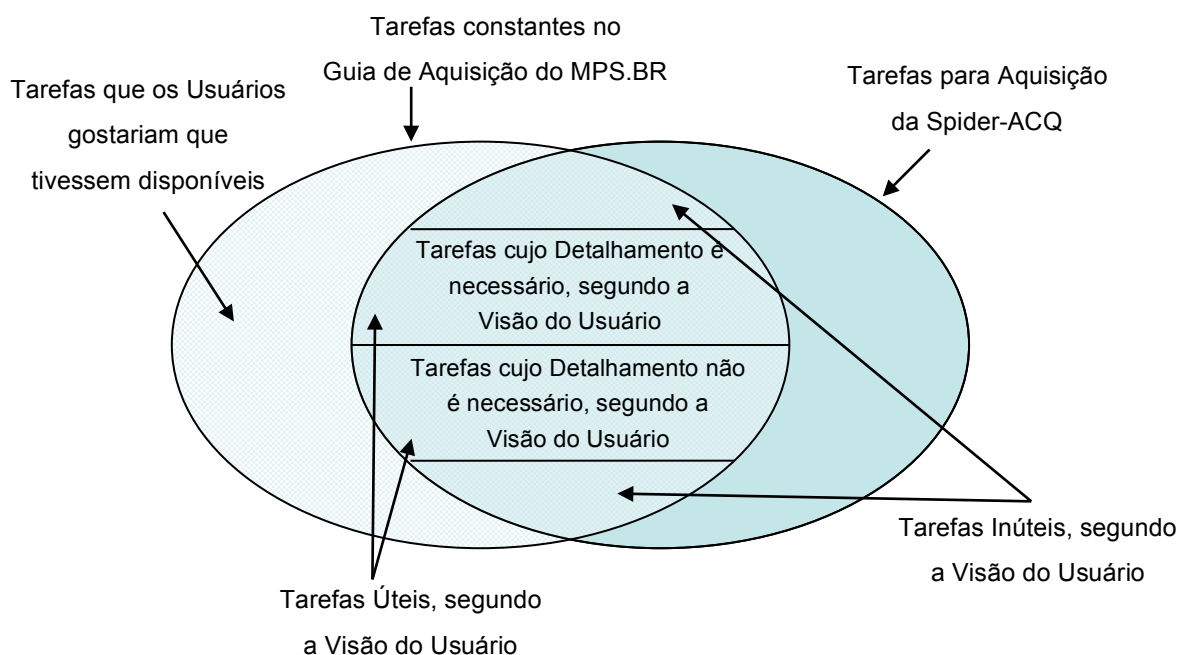 Tarefas constantes no
Guia de Aquisição do MPS.BR
Tarefas que os Usuários
gostariam que
tivessem disponíveis
Tarefas para Aquisição
da Spider-ACQ
Tarefas cujo Detalhamento é
necessário, segundo a
Visão do Usuário
Tarefas cujo Detalhamento não
é necessário, segundo a
Visão do Usuário
Tarefas Inúteis, segundo
a Visão do Usuário
Tarefas Úteis, segundo
a Visão do Usuário